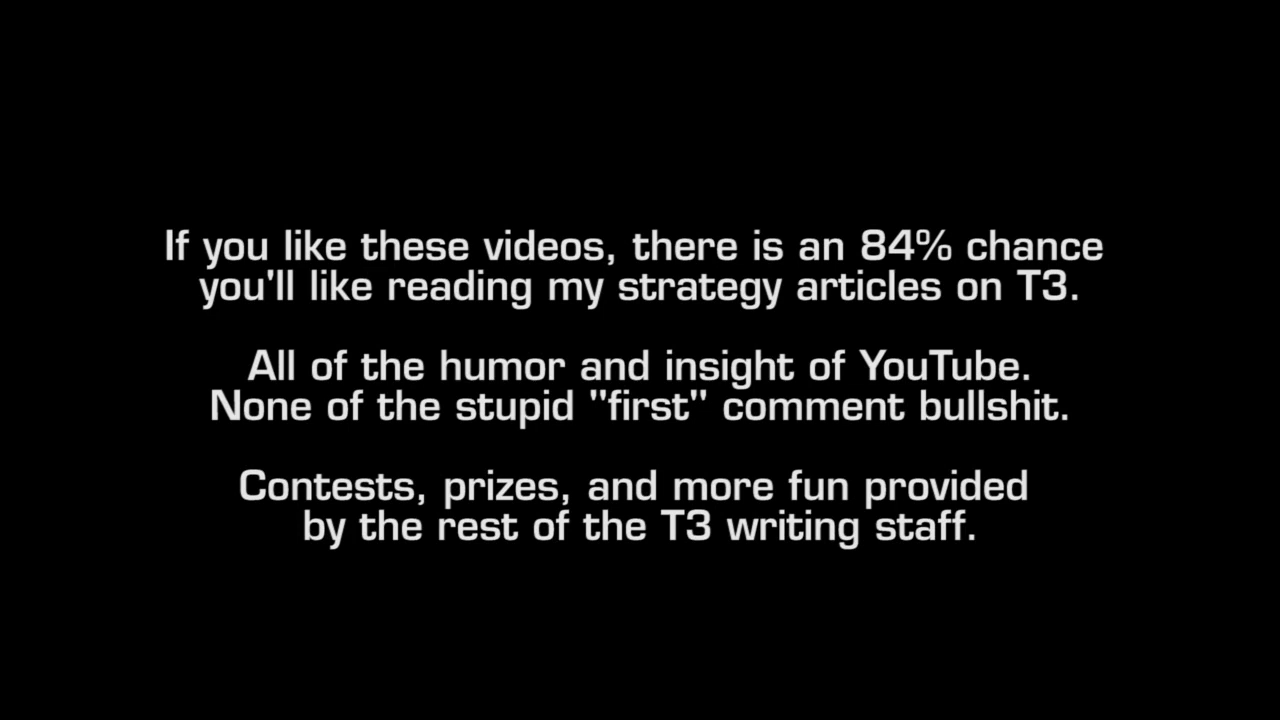 If you like these videos, there is an 84% chance
you'll like reading my strategy articles on T3.
All of the humor and insight of YouTube.
None of the stupid "first" comment bullshit.
Contests, prizes, and more fun provided
by the rest of the T3 writing staff.